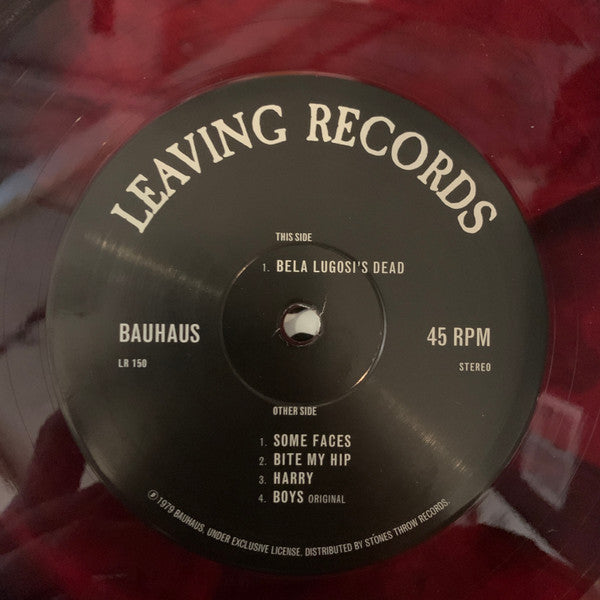 LEAVING RECORDS
THIS SIDE
1. BELA LUGOSI'S DEAD
BAUHAUS
45 RPM
LR 150
STEREO
OTHER SIDE
1. SOME FACES
2. BITE MY HIP
3. HARRY
4. BOYS ORIGINAL
℗ 1979 BAUHAUS, UNDER EXCLUSIVE LICENSE. DISTRIBUTED BY STONES THROW RECORDS.